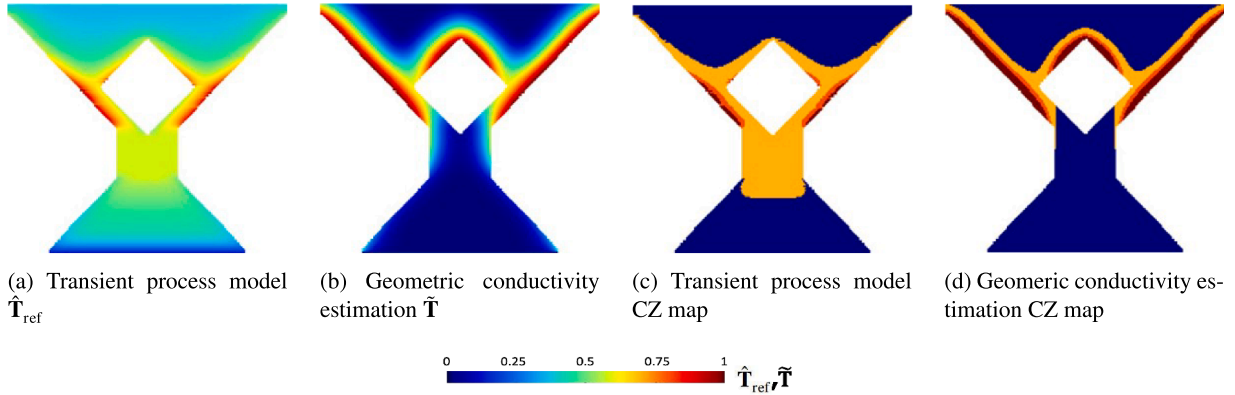 (a) Transient process model
T̂ref
(b) Geometric conductivity
estimation T̃
(c) Transient process model
CZ map
(d) Geomeric conductivity es-
timation CZ map
0 0.25 0.5 0.75 1
T̂ref, T̃